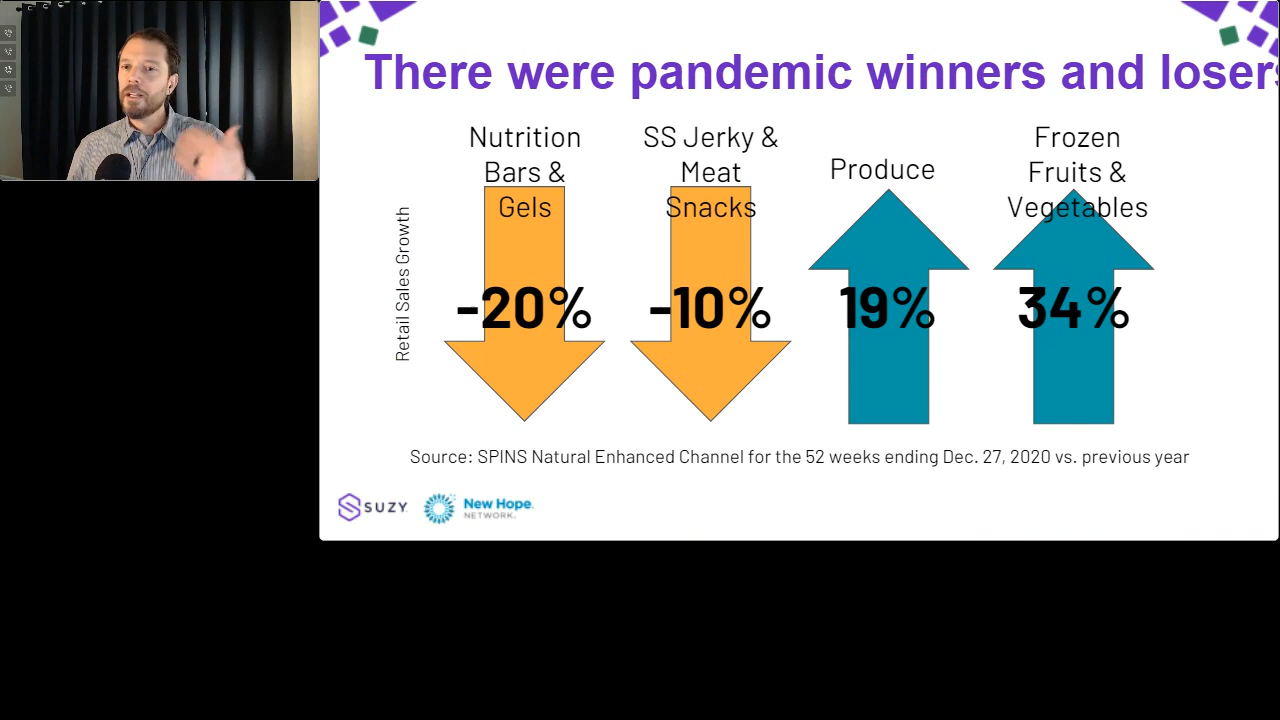 There were pandemic winners and losers
Nutrition
Bars &
Gels
SS Jerky &
Meat
Snacks
Produce
Frozen
Fruits &
Vegetables
Retail Sales Growth
-20%
-10%
19%
34%
Source: SPINS Natural Enhanced Channel for the 52 weeks ending Dec. 27, 2020 vs. previous year
SUZY
New Hope
NETWORK